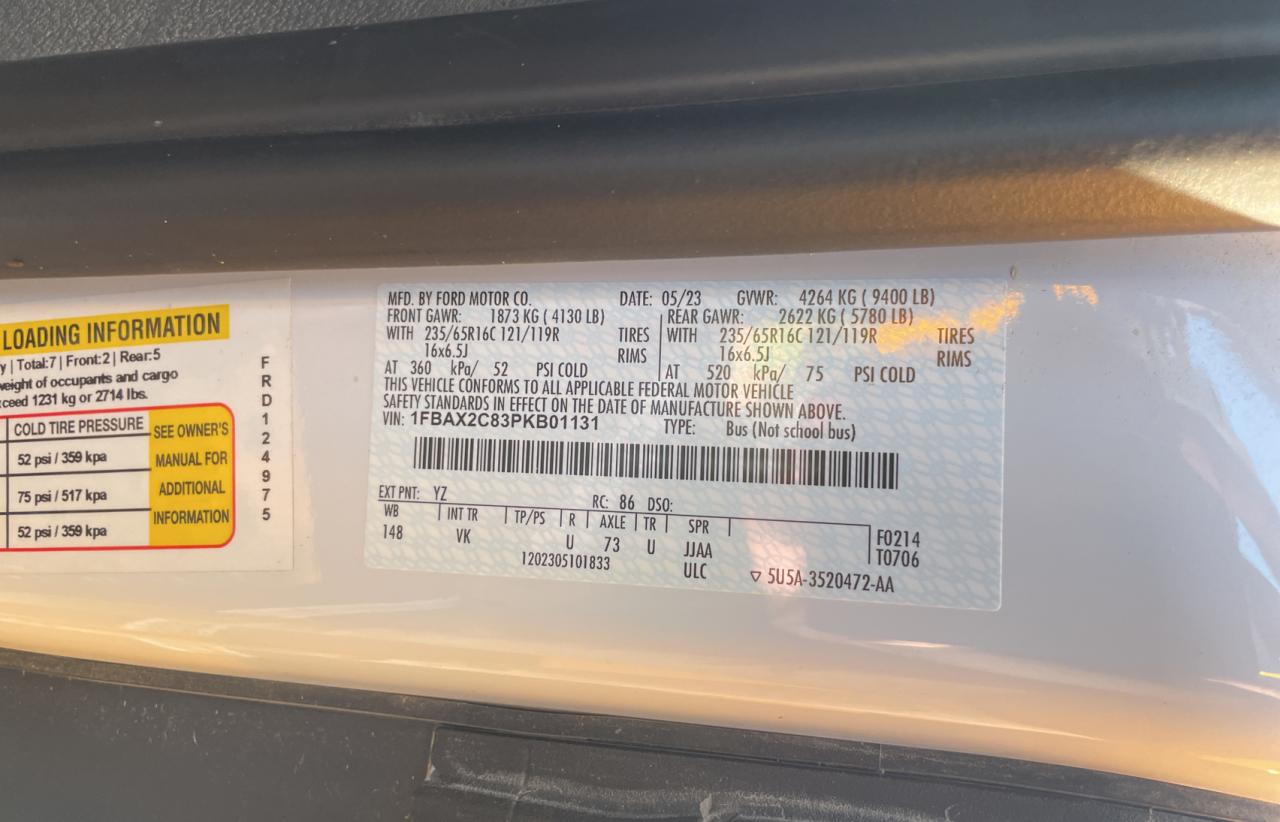 LOADING INFORMATION
y | Total:7 | Front:2 | Rear:5
weight of occupants and cargo
ceed 1231 kg or 2714 lbs.
COLD TIRE PRESSURE
52 psi / 359 kpa
75 psi / 517 kpa
52 psi / 359 kpa
SEE OWNER'S
MANUAL FOR
ADDITIONAL
INFORMATION
FRD124975
MFD. BY FORD MOTOR CO. DATE: 05/23 GVWR: 4264 KG ( 9400 LB)
FRONT GAWR: 1873 KG ( 4130 LB) REAR GAWR: 2622 KG ( 5780 LB)
WITH 235/65R16C 121/119R TIRES WITH 235/65R16C 121/119R TIRES
16x6.5J RIMS 16x6.5J RIMS
AT 360 kPa/ 52 PSI COLD AT 520 kPa/ 75 PSI COLD
THIS VEHICLE CONFORMS TO ALL APPLICABLE FEDERAL MOTOR VEHICLE
SAFETY STANDARDS IN EFFECT ON THE DATE OF MANUFACTURE SHOWN ABOVE.
VIN: 1FBAX2C83PKB01131 TYPE: Bus (Not school bus)
EXT PNT: YZ RC: 86 DSO:
WB INT TR TP/PS R AXLE TR SPR
148 VK U 73 U JJAA
ULC
F0214
T0706
1202305101833
▽ 5U5A-3520472-AA